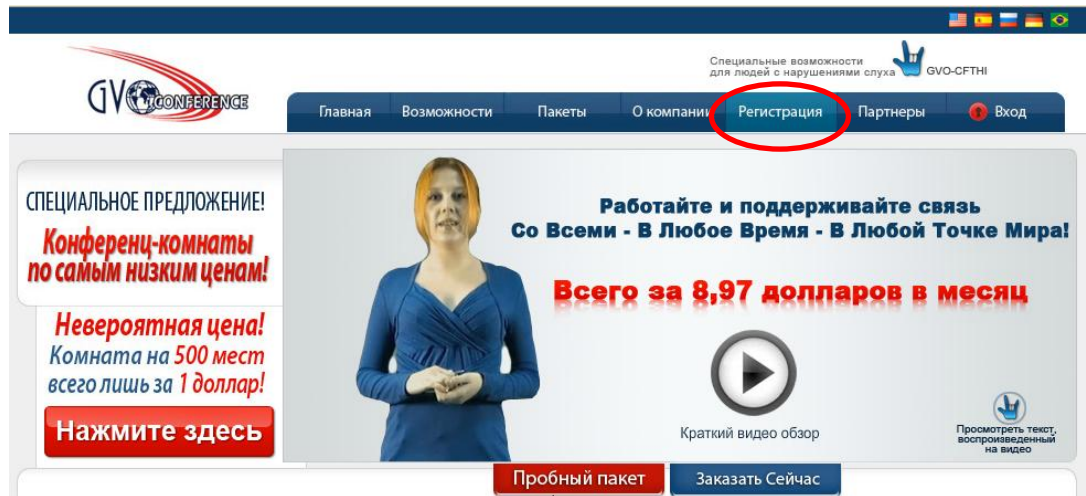 Специальные возможности
для людей с нарушениями слуха
GVO-CFTHI
GVO CONFERENCE
Главная Возможности Пакеты О компании Регистрация Партнеры Вход
СПЕЦИАЛЬНОЕ ПРЕДЛОЖЕНИЕ!
Конференц-комнаты
по самым низким ценам!
Невероятная цена!
Комната на 500 мест
всего лишь за 1 доллар!
Нажмите здесь
Работайте и поддерживайте связь
Со Всеми - В Любое Время - В Любой Точке Мира!
Всего за 8,97 долларов в месяц
Краткий видео обзор
Просмотреть текст,
воспроизведенный
на видео
Пробный пакет
Заказать Сейчас